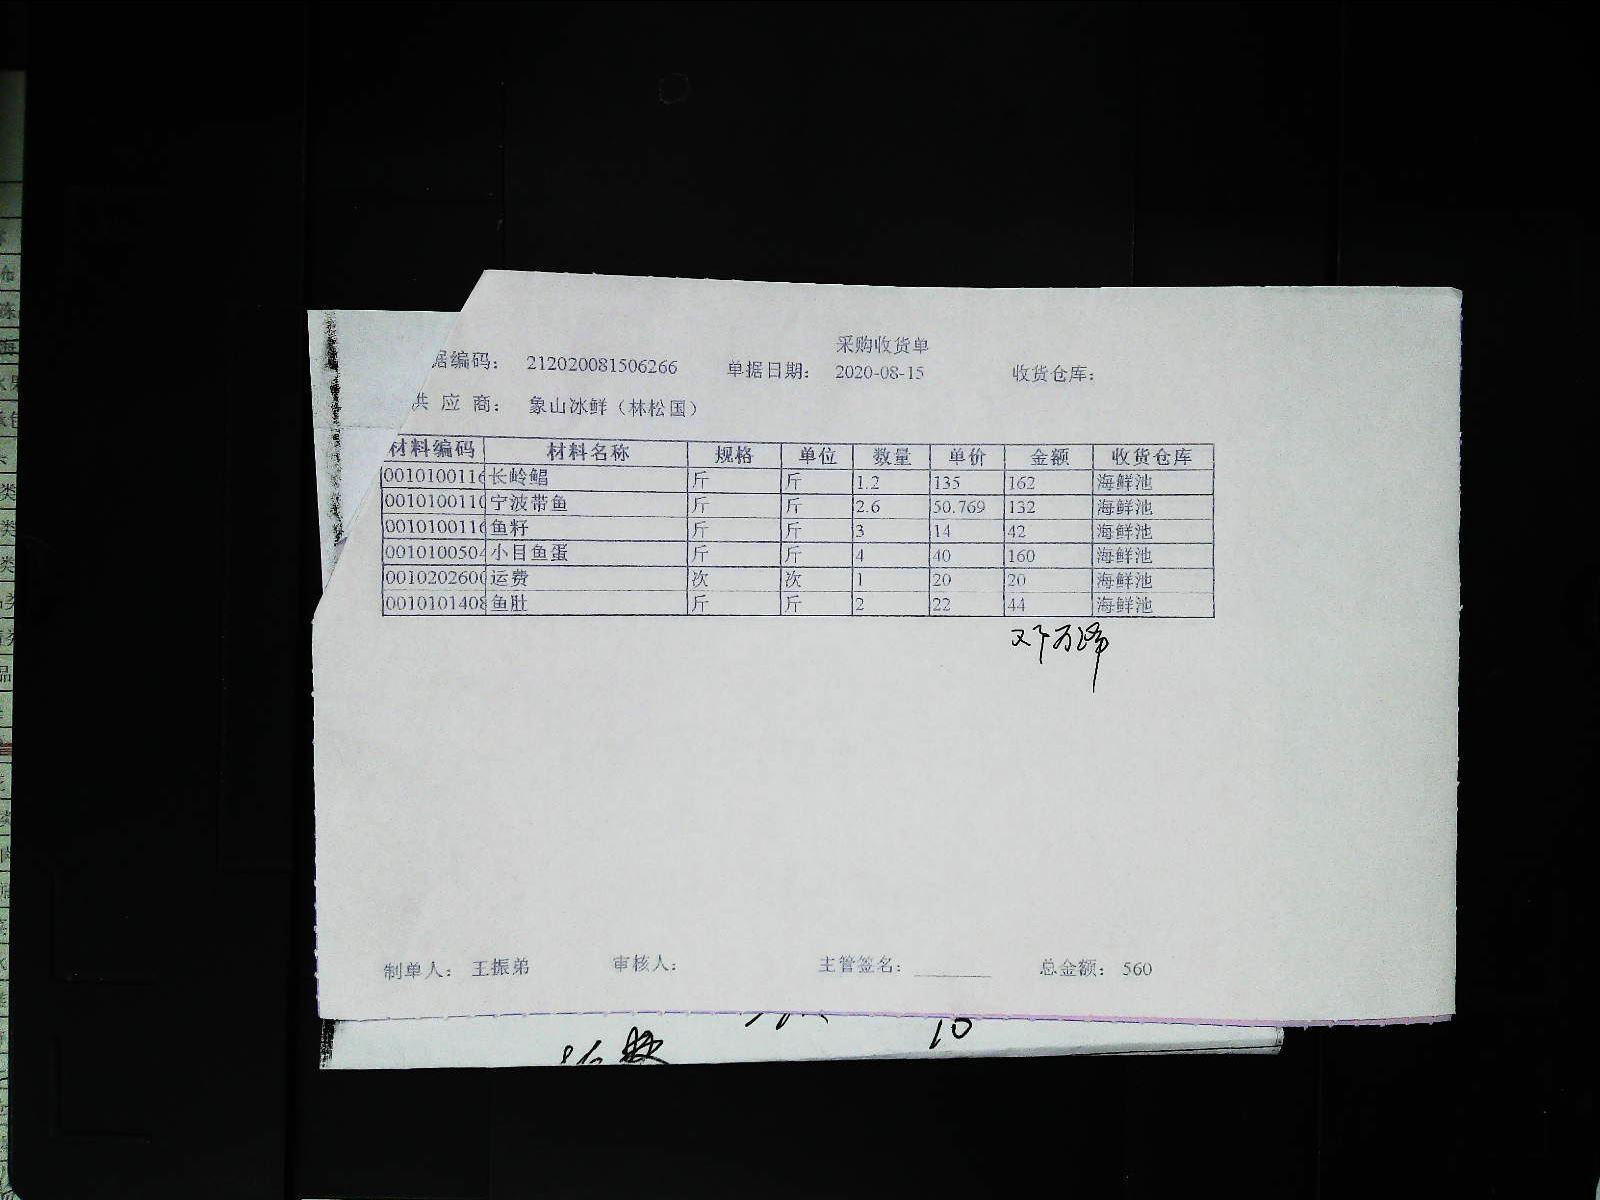 采购收货单
据编码： 212020081506266 单据日期： 2020-08-15 收货仓库：
供 应 商： 象山冰鲜（林松国）
材料编码 材料名称 规格 单位 数量 单价 金额 收货仓库
0010100116 长岭鲳 斤 斤 1.2 135 162 海鲜池
0010100110 宁波带鱼 斤 斤 2.6 50.769 132 海鲜池
0010100116 鱼籽 斤 斤 3 14 42 海鲜池
0010100504 小目鱼蛋 斤 斤 4 40 160 海鲜池
0010202600 运费 次 次 1 20 20 海鲜池
0010101408 鱼肚 斤 斤 2 22 44 海鲜池
制单人： 王振弟 审核人： 主管签名： 总金额： 560
10